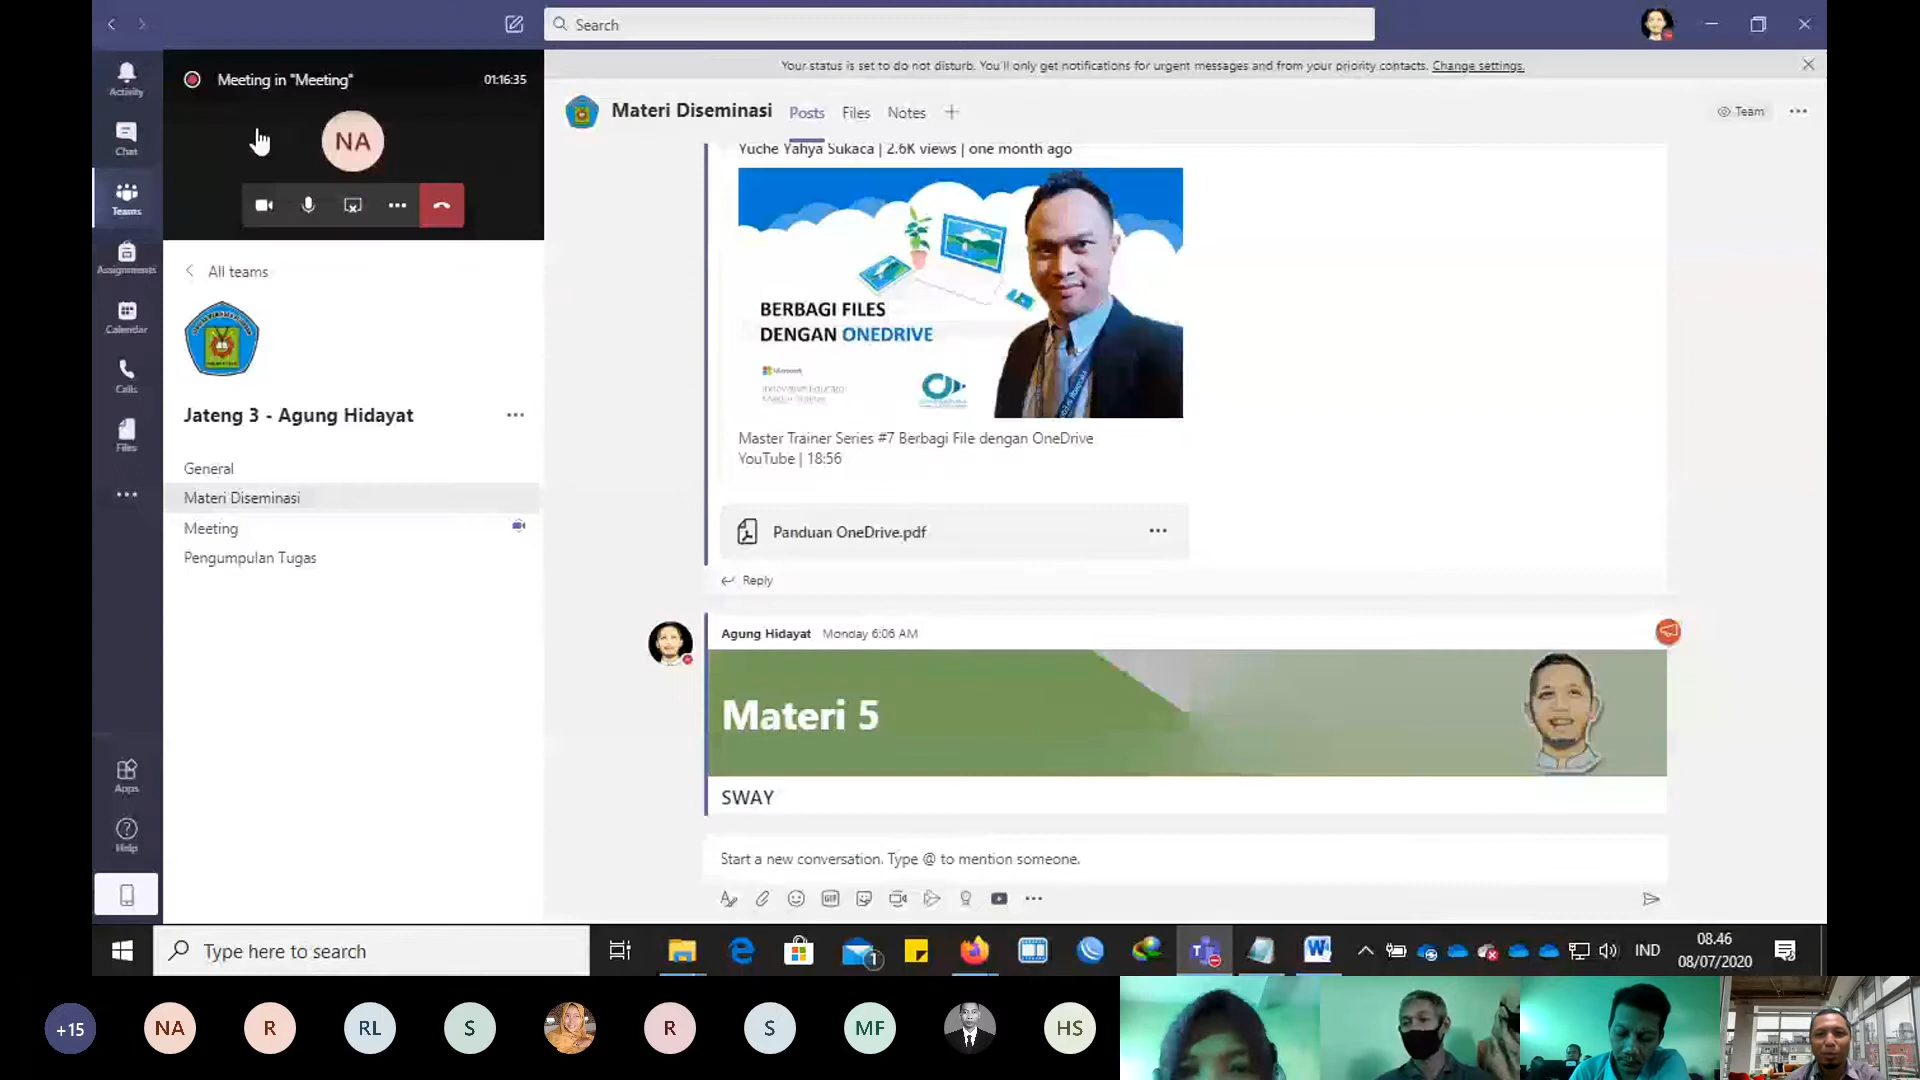 Search
Meeting in "Meeting"
01:16:35
NA
Your status is set to do not disturb. You'll only get notifications for urgent messages and from your priority contacts. Change settings.
Activity
Chat
Teams
Assignments
Calendar
Calls
Files
Apps
Help
All teams
Jateng 3 - Agung Hidayat
General
Materi Diseminasi
Meeting
Pengumpulan Tugas
Materi Diseminasi
Posts
Files
Notes
Team
Yuche Yahya Sukaca | 2.6K views | one month ago
BERBAGI FILES
DENGAN ONEDRIVE
Microsoft
Master Trainer Series #7 Berbagi File dengan OneDrive
YouTube | 18:56
Panduan OneDrive.pdf
Reply
Agung Hidayat Monday 6:06 AM
Materi 5
SWAY
Start a new conversation. Type @ to mention someone.
GIF
Type here to search
1
IND
08.46
08/07/2020
+15
NA
R
RL
S
R
S
MF
HS